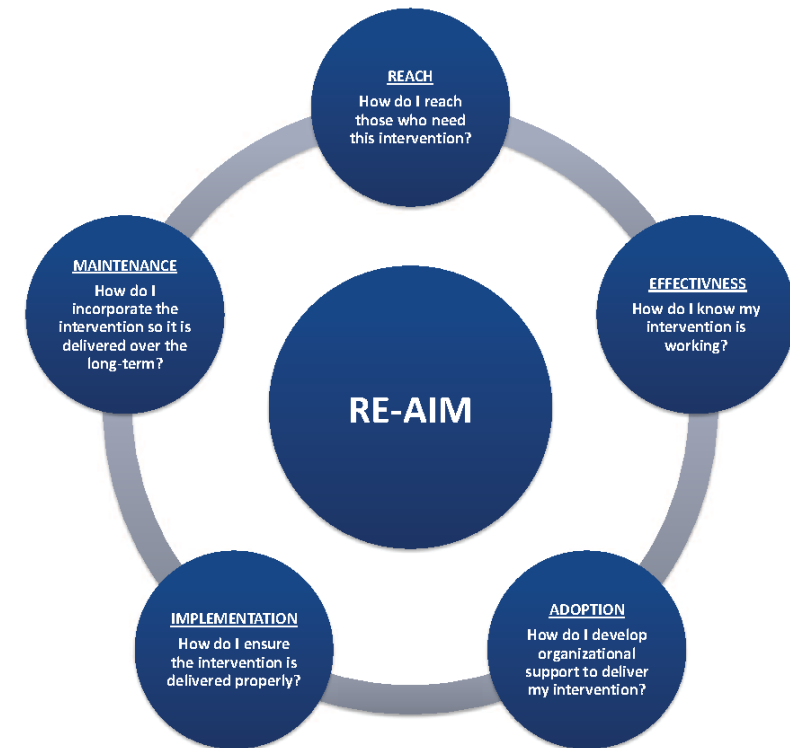 REACH
How do I reach
those who need
this intervention?
EFFECTIVNESS
How do I know my
intervention is
working?
ADOPTION
How do I develop
organizational
support to deliver
my intervention?
IMPLEMENTATION
How do I ensure
the intervention is
delivered properly?
MAINTENANCE
How do I
incorporate the
intervention so it is
delivered over the
long-term?
RE-AIM